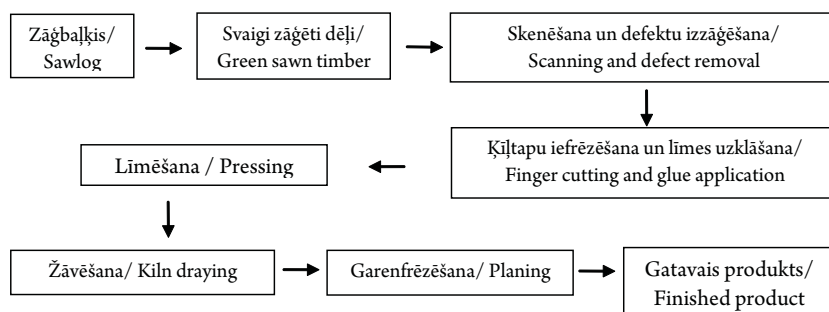 Zāģbaļķis/
Sawlog
Svaigi zāģēti dēļi/
Green sawn timber
Skenēšana un defektu izzāģēšana/
Scanning and defect removal
Ķīļtapu iefrēzēšana un līmes uzklāšana/
Finger cutting and glue application
Līmēšana / Pressing
Žāvēšana/ Kiln draying
Garenfrēzēšana/ Planing
Gatavais produkts/
Finished product